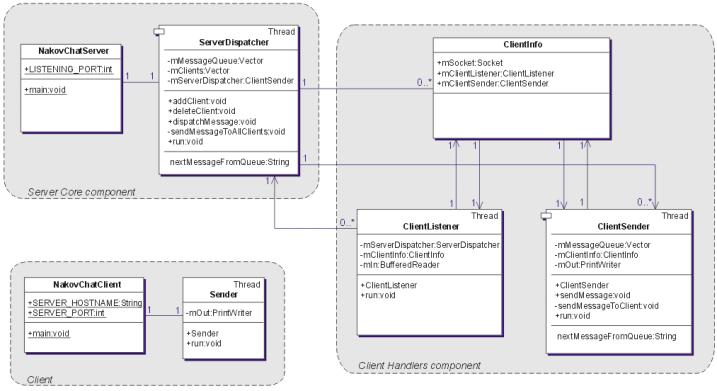 Thread
ServerDispatcher
-mMessageQueue:Vector
-mClients:Vector
-mServerDispatcher:ClientSender
+addClient:void
+deleteClient:void
+dispatchMessage:void
-sendMessageToAllClients:void
+run:void
nextMessageFromQueue:String
NakovChatServer
+LISTENING_PORT:int
+main:void
1
1
Server Core component
ClientInfo
+mSocket:Socket
+mClientListener:ClientListener
+mClientSender:ClientSender
1
0..*
1
0..*
1
0..*
1
1
1
1
Thread
ClientListener
-mServerDispatcher:ServerDispatcher
-mClientInfo:ClientInfo
-mIn:BufferedReader
+ClientListener
+run:void
Thread
ClientSender
-mMessageQueue:Vector
-mClientInfo:ClientInfo
-mOut:PrintWriter
+ClientSender
+sendMessage:void
-sendMessageToClient:void
+run:void
nextMessageFromQueue:String
Client Handlers component
NakovChatClient
+SERVER_HOSTNAME:String
+SERVER_PORT:int
+main:void
1
1
Thread
Sender
-mOut:PrintWriter
+Sender
+run:void
Client